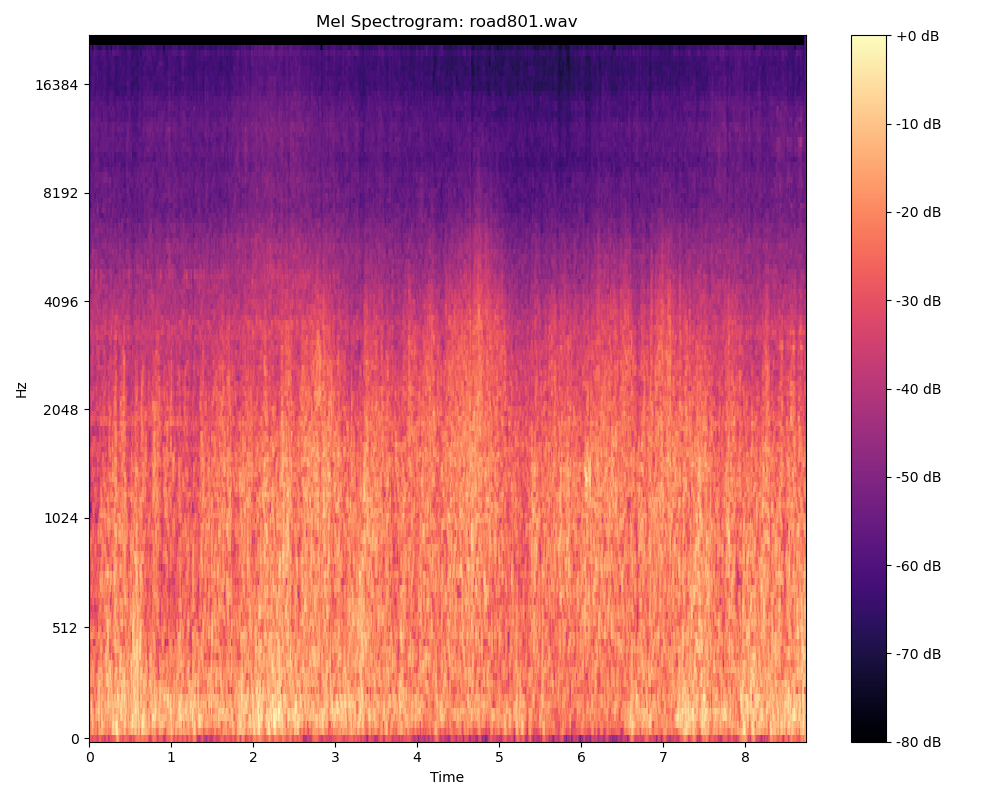 Mel Spectrogram: road801.wav
+0 dB
16384
-10 dB
8192
-20 dB
4096
-30 dB
Hz
-40 dB
2048
-50 dB
1024
-60 dB
512
-70 dB
0
-80 dB
0 1 2 3 4 5 6 7 8
Time